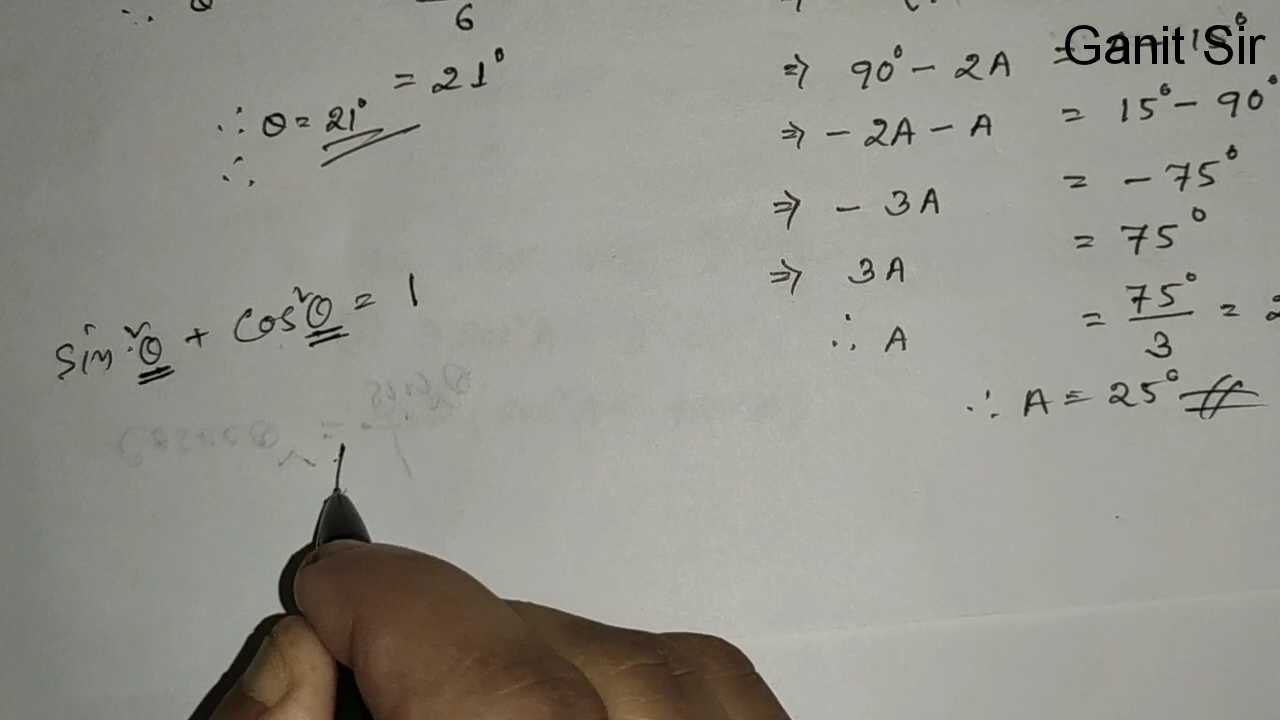 6
= 21°
∴ θ = 21°
∴
sin²θ + cos²θ = 1
Ganit Sir
⇒ 90° - 2A =
⇒ - 2A - A = 15° - 90°
⇒ - 3A = - 75°
⇒ 3A = 75°
∴ A = 75°/3 =
∴ A = 25°